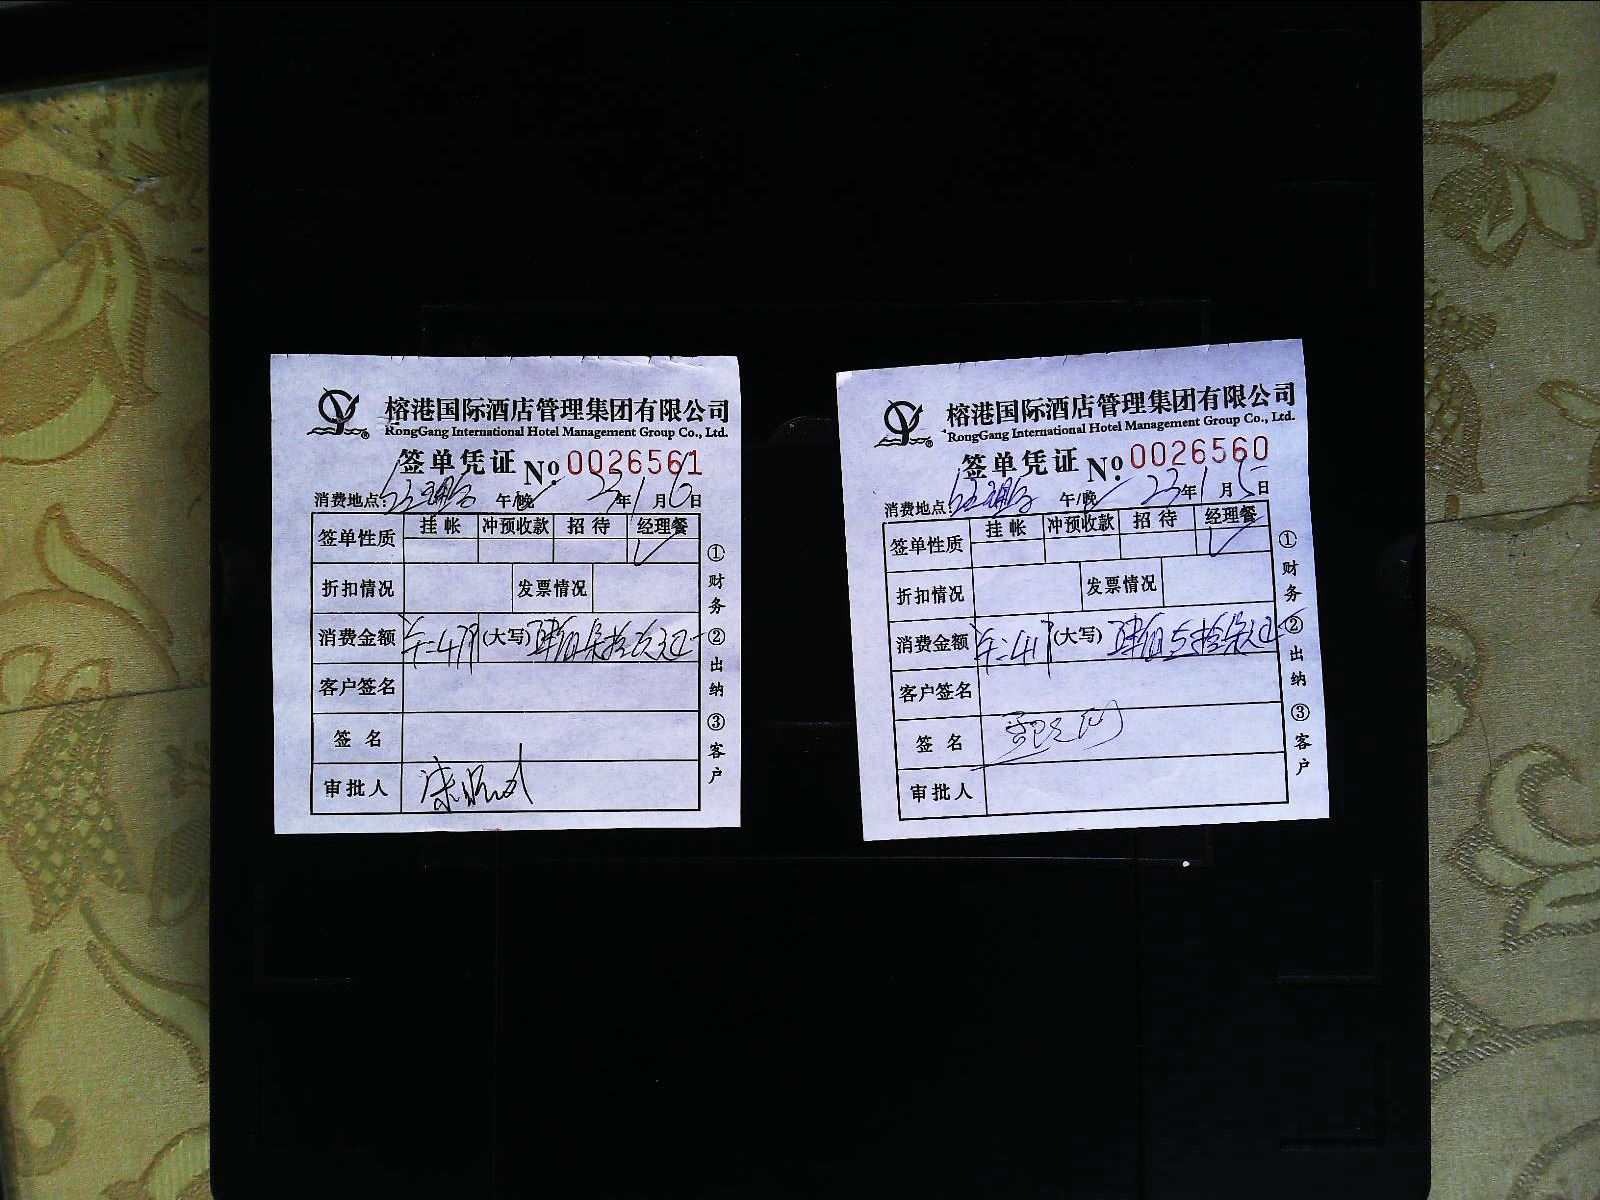 榕港国际酒店管理集团有限公司
RongGang International Hotel Management Group Co., Ltd.
签单凭证 No. 0026561
消费地点: 午/晚 23年1月6日
签单性质 挂帐 冲预收款 招待 经理餐
折扣情况 发票情况
消费金额 (大写)
客户签名
签名
审批人
①财务 ②出纳 ③客户
榕港国际酒店管理集团有限公司
RongGang International Hotel Management Group Co., Ltd.
签单凭证 No. 0026560
消费地点: 午/晚 23年1月5日
签单性质 挂帐 冲预收款 招待 经理餐
折扣情况 发票情况
消费金额 (大写)
客户签名
签名
审批人
①财务 ②出纳 ③客户